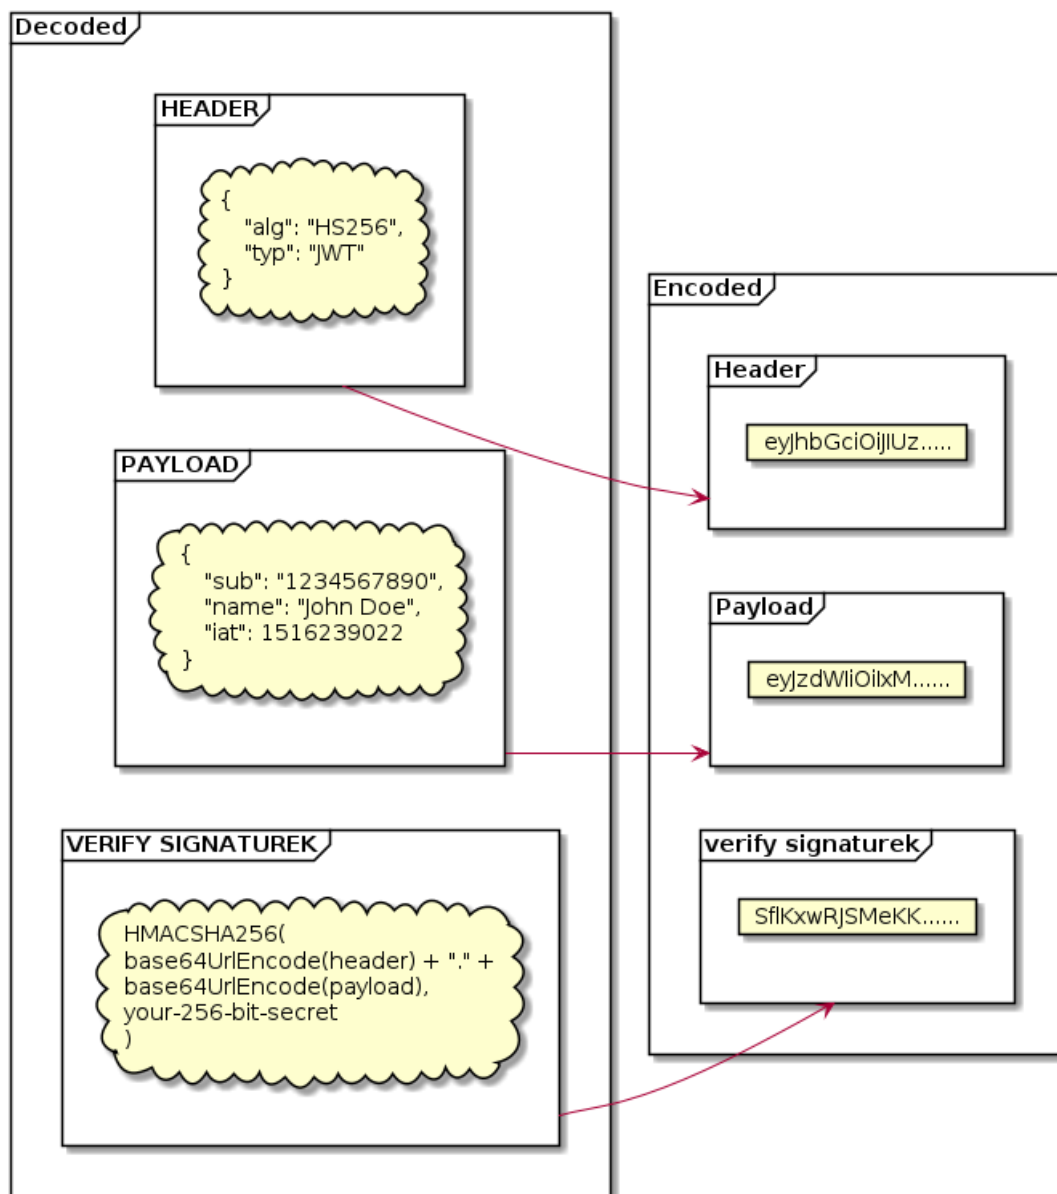 Decoded
HEADER
{
"alg": "HS256",
"typ": "JWT"
}
PAYLOAD
{
"sub": "1234567890",
"name": "John Doe",
"iat": 1516239022
}
VERIFY SIGNATUREK
HMACSHA256(
base64UrlEncode(header) + "." +
base64UrlEncode(payload),
your-256-bit-secret
)
Encoded
Header
eyJhbGciOiJIUz.....
Payload
eyJzdWIiOiIxM......
verify signaturek
SflKxwRJSMeKK......